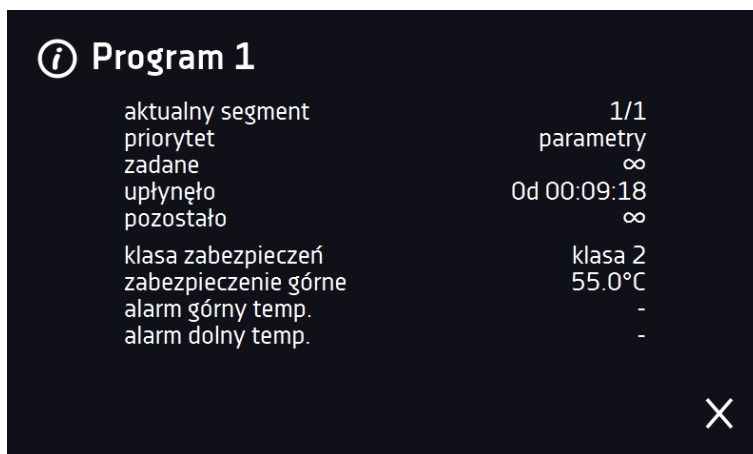 Program 1
aktualny segment 1/1
priorytet parametry
zadane ∞
upłynęło 0d 00:09:18
pozostało ∞
klasa zabezpieczeń klasa 2
zabezpieczenie górne 55.0°C
alarm górny temp. -
alarm dolny temp. -